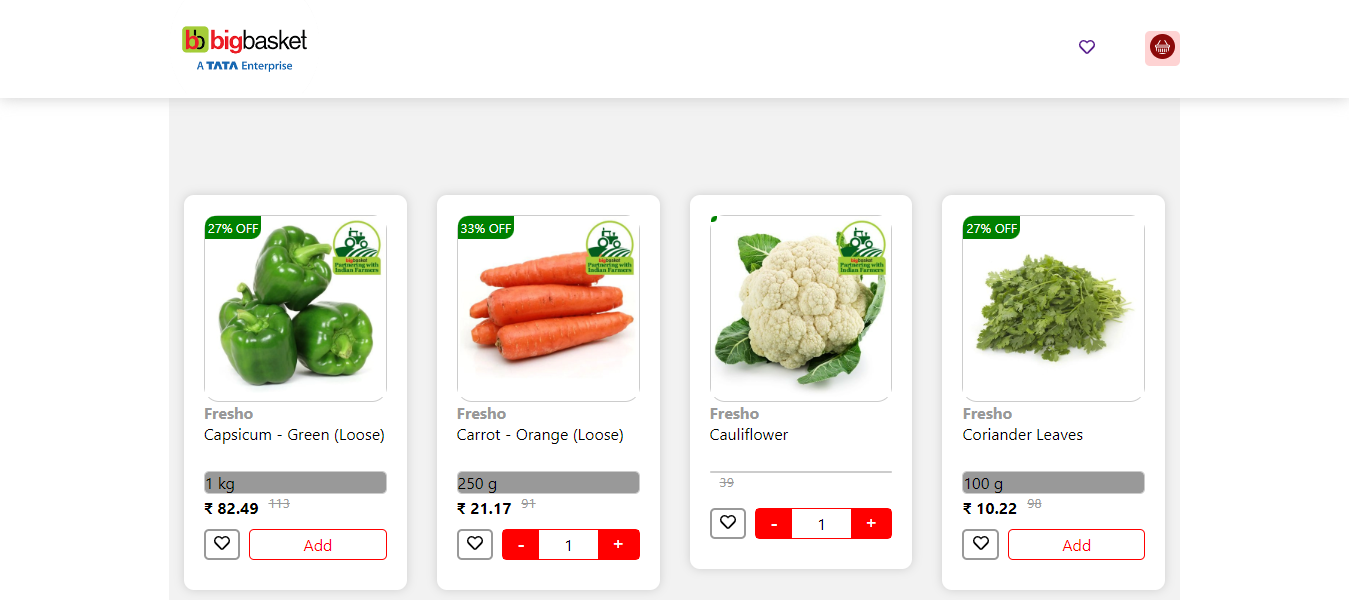 bb bigbasket
A TATA Enterprise
27% OFF
bigbasket
Partnering with
Indian Farmers
Fresho
Capsicum - Green (Loose)
1 kg
₹ 82.49 113
Add
33% OFF
bigbasket
Partnering with
Indian Farmers
Fresho
Carrot - Orange (Loose)
250 g
₹ 21.17 91
- 1 +
bigbasket
Partnering with
Indian Farmers
Fresho
Cauliflower
39
- 1 +
27% OFF
Fresho
Coriander Leaves
100 g
₹ 10.22 98
Add